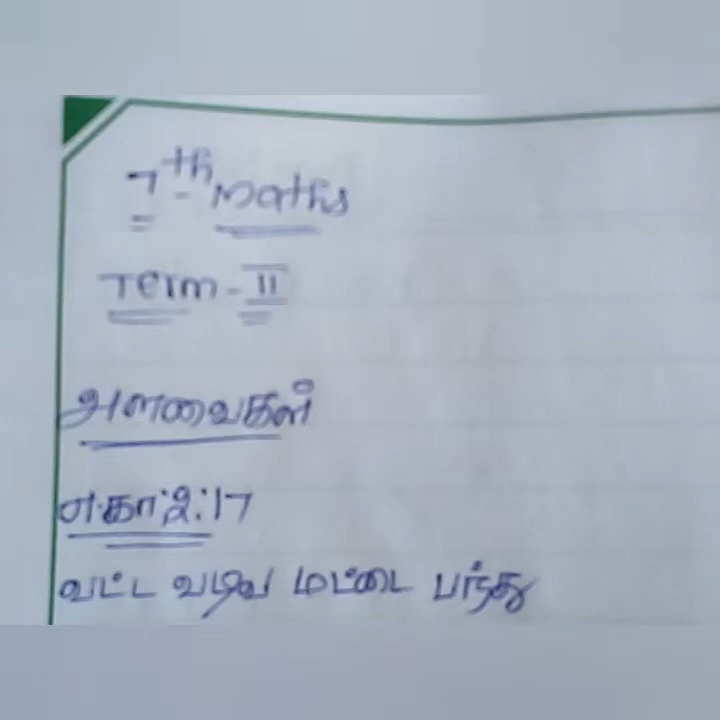 7th Maths
Term - II
அளவைகள்
எ.கா:2:17
வட்ட வடிவ மட்டை பந்து